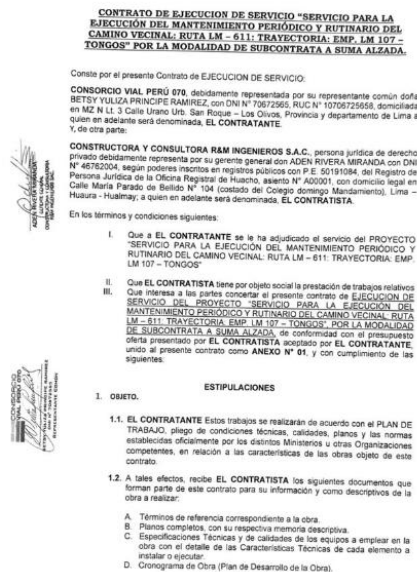 CONTRATO DE EJECUCION DE SERVICIO "SERVICIO PARA LA
EJECUCIÓN DEL MANTENIMIENTO PERIÓDICO Y RUTINARIO DEL
CAMINO VECINAL: RUTA LM – 611: TRAYECTORIA: EMP. LM 107 –
TONGOS" POR LA MODALIDAD DE SUBCONTRATA A SUMA ALZADA.
Conste por el presente Contrato de EJECUCION DE SERVICIO:
CONSORCIO VIAL PERÚ 070, debidamente representada por su representante común doña
BETSY YULIZA PRINCIPE RAMIREZ, con DNI N° 70672565, RUC N° 10706725658, domiciliada
en MZ N Lt. 3 Calle Urano Urb. San Roque – Los Olivos, Provincia y departamento de Lima a
quien en adelante será denominada, EL CONTRATANTE.
Y, de otra parte:
CONSTRUCTORA Y CONSULTORA R&M INGENIEROS S.A.C., persona jurídica de derecho
privado debidamente representa por su gerente general don ADEN RIVERA MIRANDA con DNI
N° 46762504, según poderes inscritos en registros públicos con P.E. 50191084, del Registro de
Persona Jurídica de la Oficina Registral de Huacho, asiento N° A00001, con domicilio legal en
Calle María Parado de Bellido N° 104 (costado del Colegio domingo Mandamiento), Lima –
Huaura - Hualmay; a quien en adelante será denominada, EL CONTRATISTA.
En los términos y condiciones siguientes:
I. Que a EL CONTRATANTE se le ha adjudicado el servicio del PROYECTO
"SERVICIO PARA LA EJECUCIÓN DEL MANTENIMIENTO PERIÓDICO Y
RUTINARIO DEL CAMINO VECINAL: RUTA LM – 611: TRAYECTORIA: EMP.
LM 107 – TONGOS"
II. Que EL CONTRATISTA tiene por objeto social la prestación de trabajos relativos
III. Que interesa a las partes concertar el presente contrato de EJECUCION DE
SERVICIO DEL PROYECTO "SERVICIO PARA LA EJECUCIÓN DEL
MANTENIMIENTO PERIÓDICO Y RUTINARIO DEL CAMINO VECINAL: RUTA
LM – 611: TRAYECTORIA: EMP. LM 107 – TONGOS", POR LA MODALIDAD
DE SUBCONTRATA A SUMA ALZADA, de conformidad con el presupuesto
oferta presentado por EL CONTRATISTA aceptado por EL CONTRATANTE,
unido al presente contrato como ANEXO N° 01, y con cumplimiento de las
siguientes:
ESTIPULACIONES
1. OBJETO.
1.1. EL CONTRATANTE Estos trabajos se realizarán de acuerdo con el PLAN DE
TRABAJO, pliego de condiciones técnicas, calidades, planos y las normas
establecidas oficialmente por los distintos Ministerios u otras Organizaciones
competentes, en relación a las características de las obras objeto de este
contrato.
1.2. A tales efectos, recibe EL CONTRATISTA los siguientes documentos que
forman parte de este contrato para su información y como descriptivos de la
obra a realizar:
A. Términos de referencia correspondiente a la obra.
B. Planos completos, con su respectiva memoria descriptiva.
C. Especificaciones Técnicas y de calidades de los equipos a emplear en la
obra con el detalle de las Características Técnicas de cada elemento a
instalar o ejecutar.
D. Cronograma de Obra (Plan de Desarrollo de la Obra).
ADEN RIVERA MIRANDA
CONSORCIO
VIAL PERÚ 070